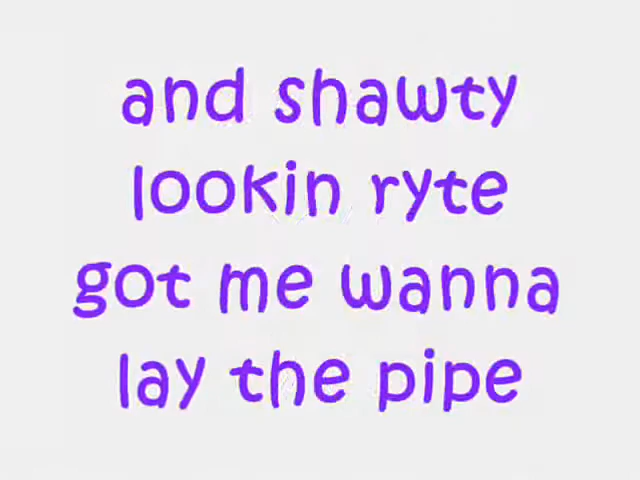 and shawty
lookin ryte
got me wanna
lay the pipe